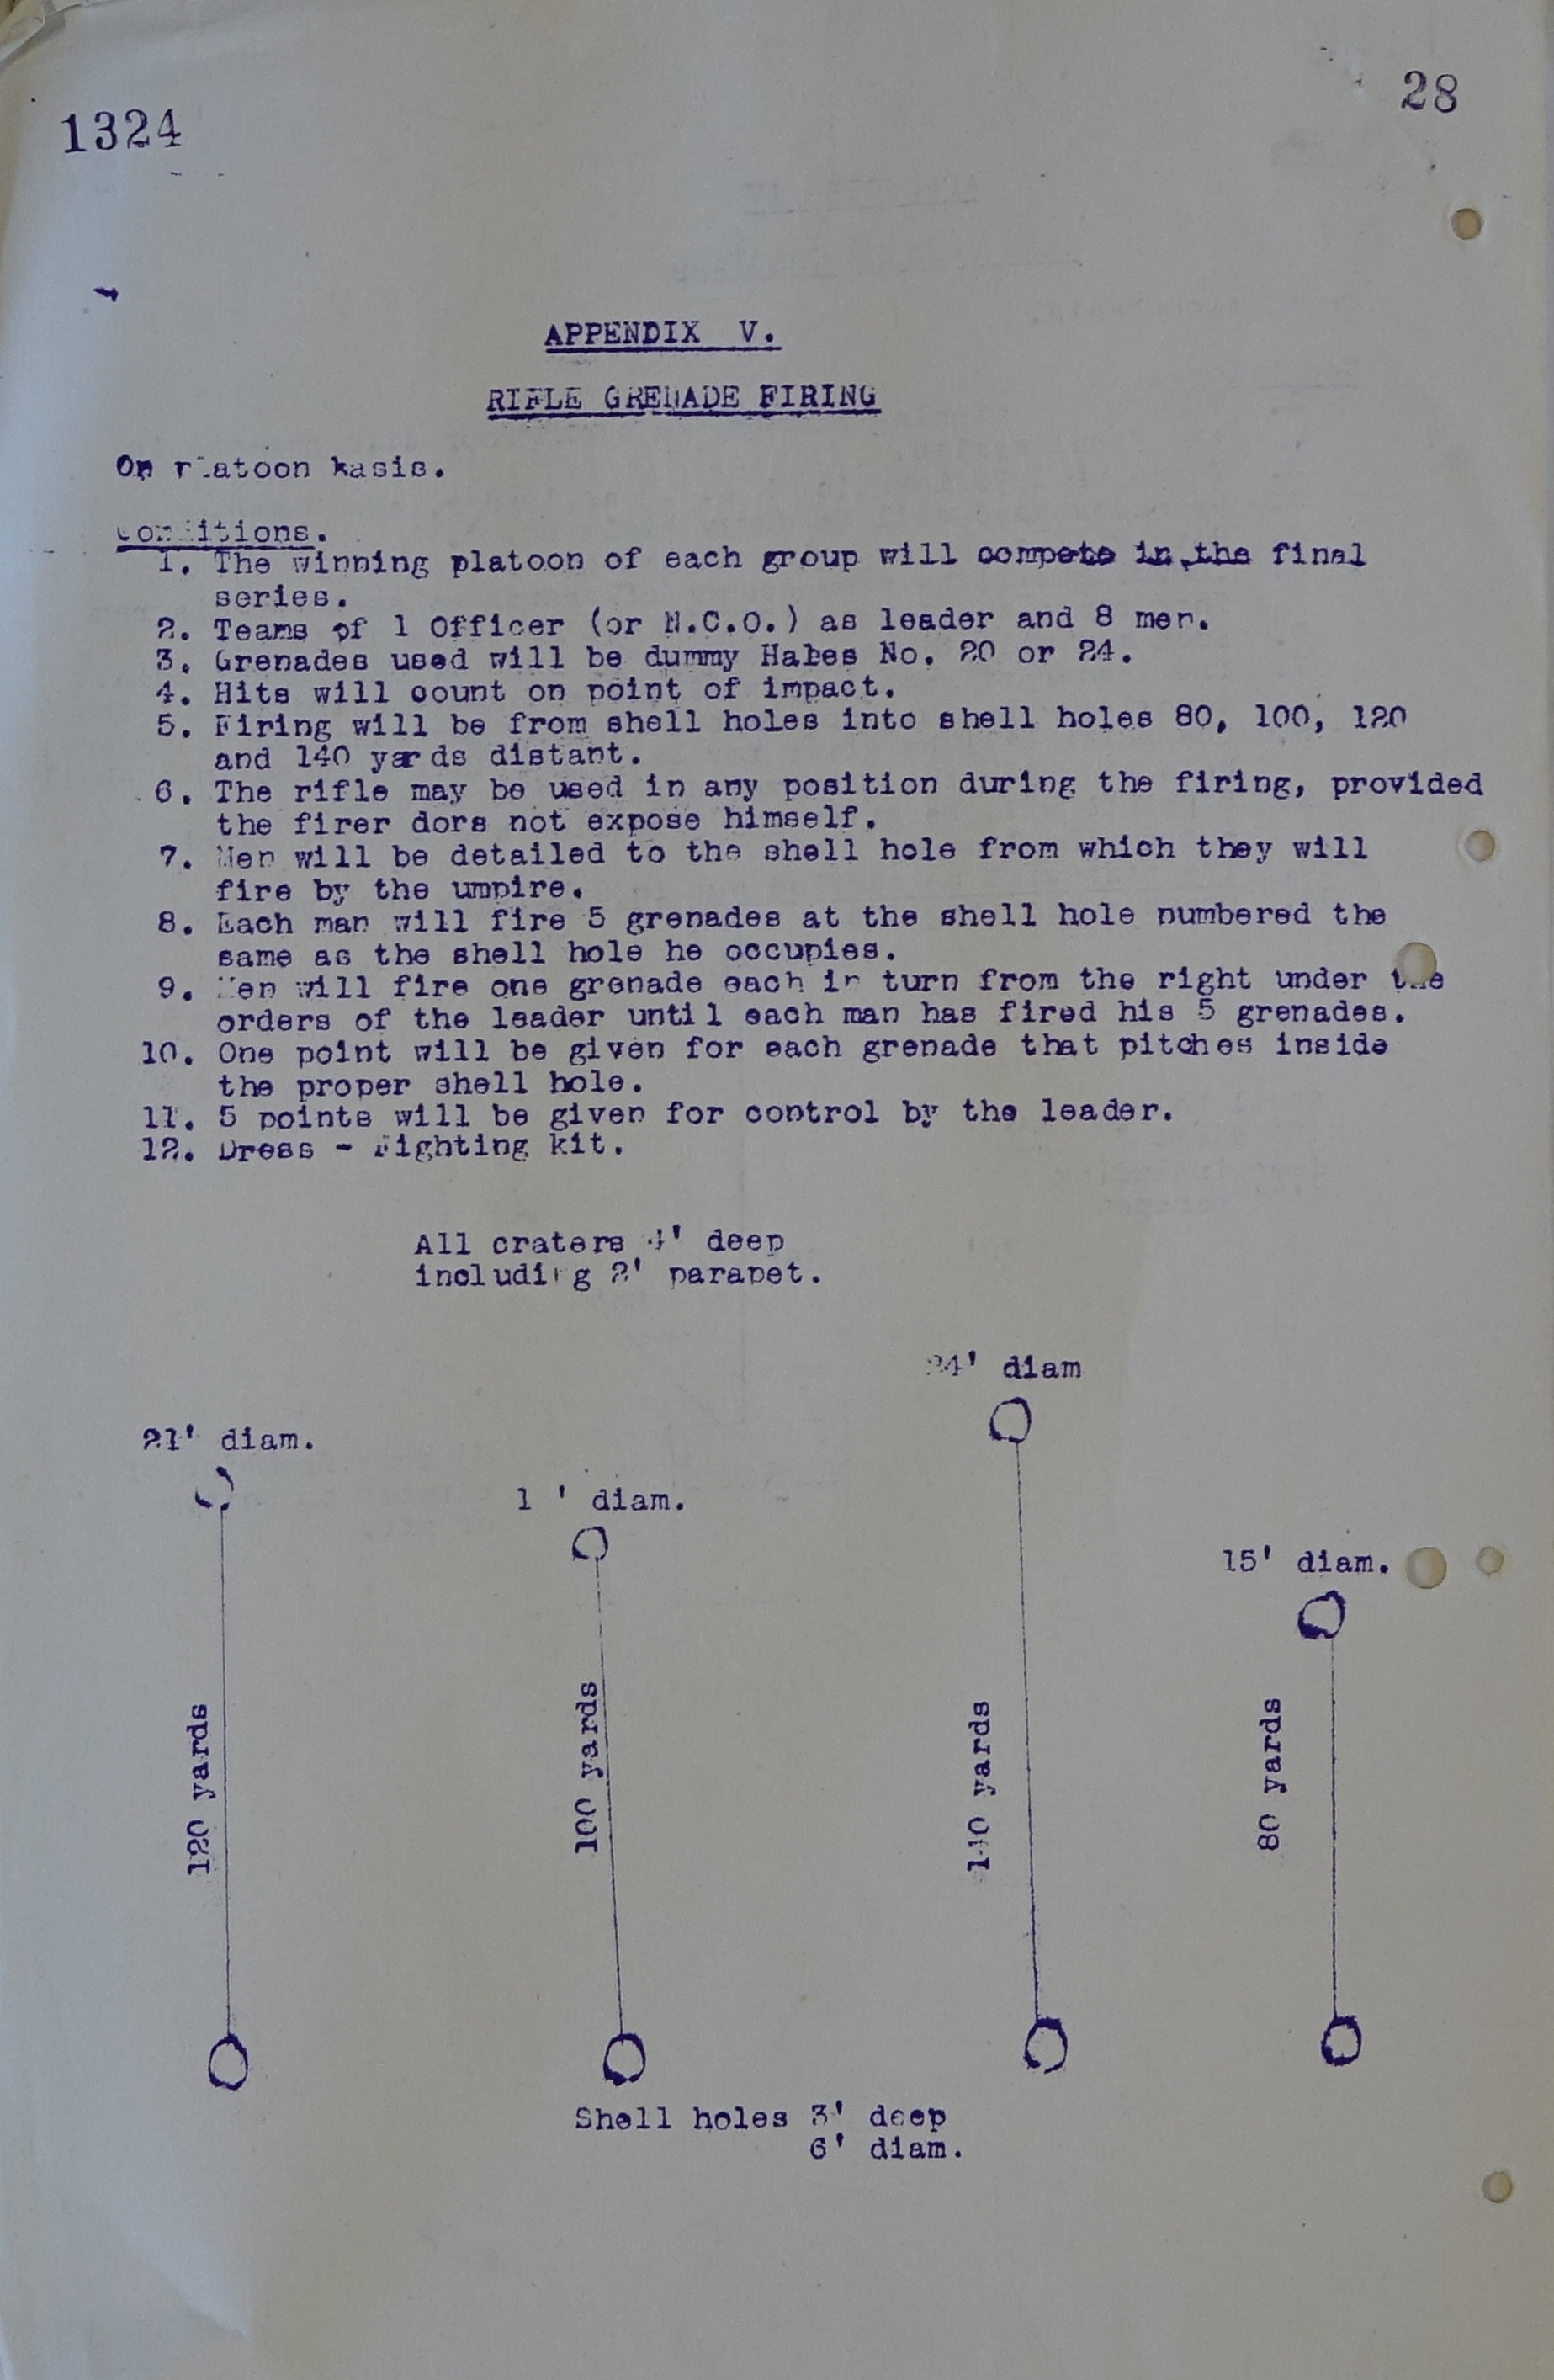 28
1324
APPENDIX V.
RIFLE GRENADE FIRING
On platoon basis.
Conditions.
1. The winning platoon of each group will compete in the final
series.
2. Teams of 1 Officer (or N.C.O.) as leader and 8 men.
3. Grenades used will be dummy Hales No. 20 or 24.
4. Hits will count on point of impact.
5. Firing will be from shell holes into shell holes 80, 100, 120
and 140 yards distant.
6. The rifle may be used in any position during the firing, provided
the firer dors not expose himself.
7. Men will be detailed to the shell hole from which they will
fire by the umpire.
8. Each man will fire 5 grenades at the shell hole numbered the
same as the shell hole he occupies.
9. Men will fire one grenade each in turn from the right under the
orders of the leader until each man has fired his 5 grenades.
10. One point will be given for each grenade that pitches inside
the proper shell hole.
11. 5 points will be given for control by the leader.
12. Dress - Fighting kit.
All craters 4' deep
including 2' parapet.
24' diam
21' diam.
diam.
15' diam.
120 yards
100 yards
140 yards
80 yards
Shell holes 3' deep
6' diam.